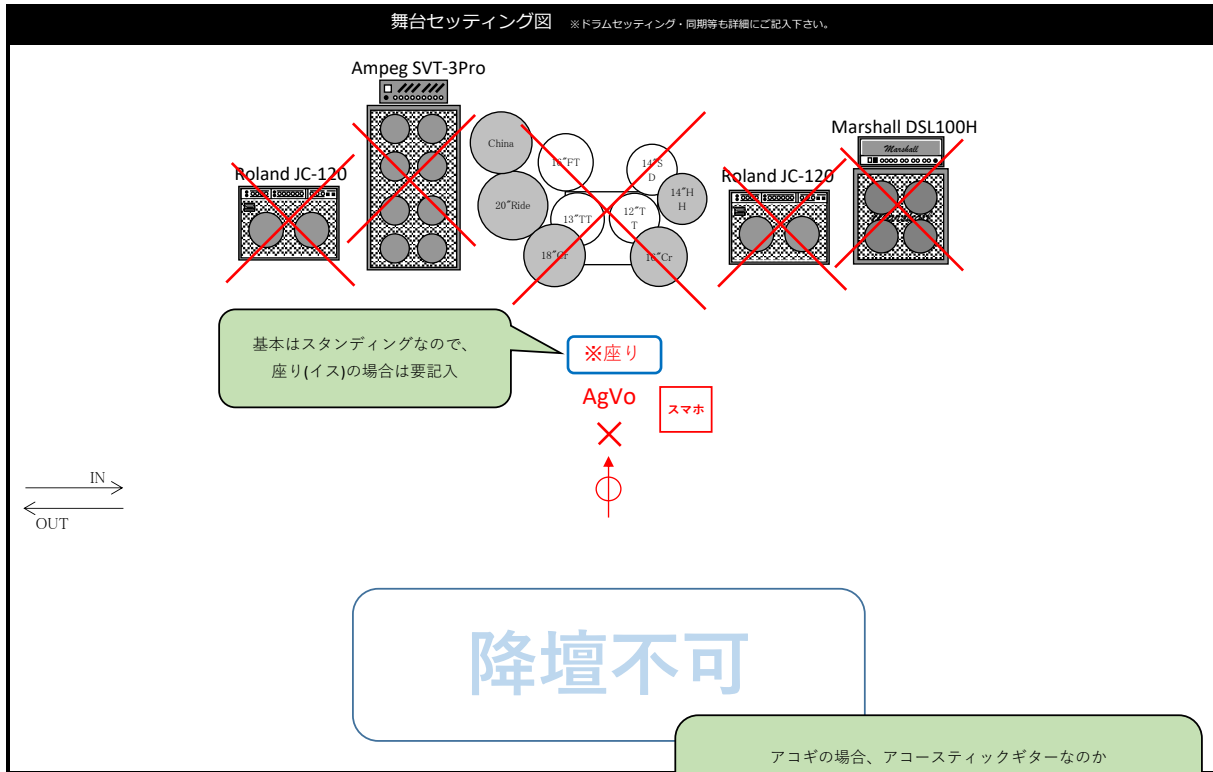 舞台セッティング図 ※ドラムセッティング・同期等も詳細にご記入下さい。
Ampeg SVT-3Pro
Marshall DSL100H
Roland JC-120
Roland JC-120
Marshall
China
16"FT
14"S
D
14"H
H
20"Ride
13"TT
12"T
T
18"Cr
16"Cr
基本はスタンディングなので、
座り(イス)の場合は要記入
※座り
AgVo
スマホ
IN
OUT
降壇不可
アコギの場合、アコースティックギターなのか